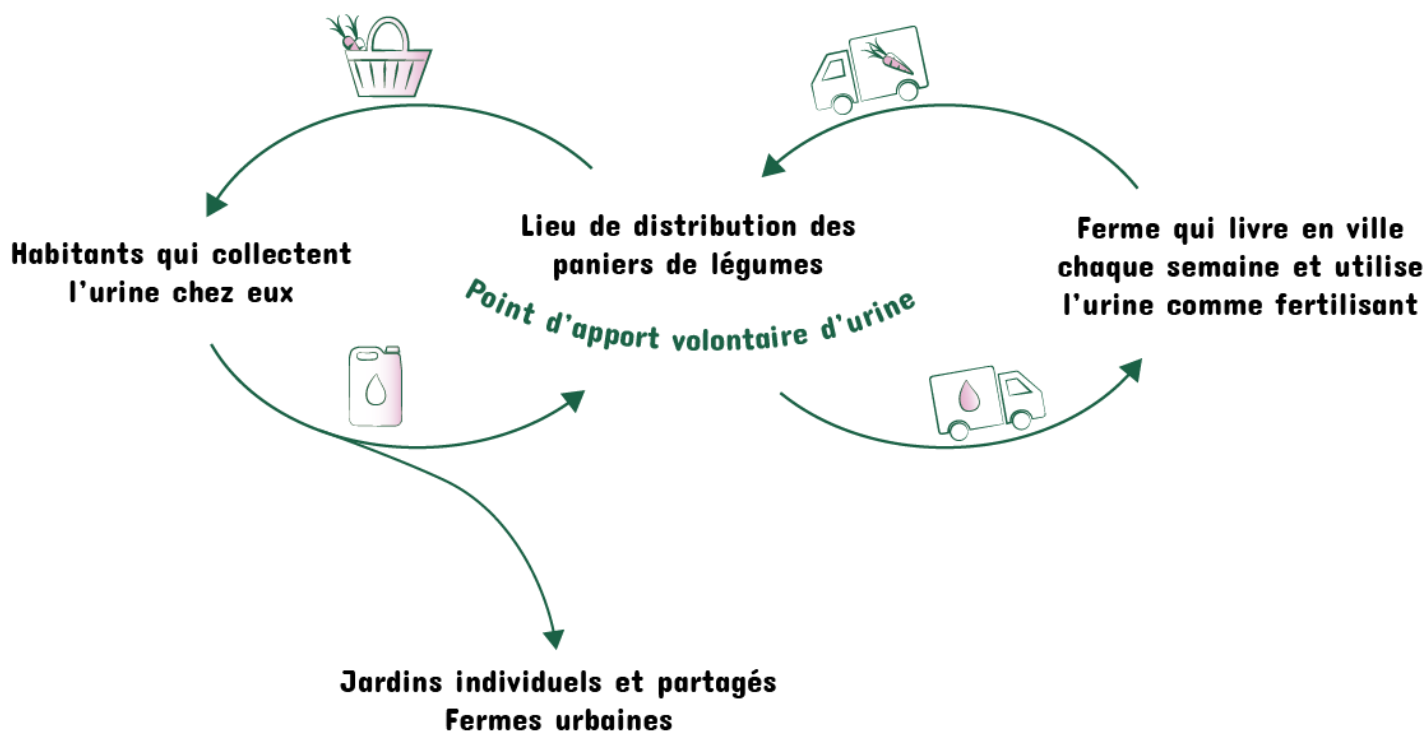 Habitants qui collectent
l'urine chez eux
Lieu de distribution des
paniers de légumes
Point d'apport volontaire d'urine
Ferme qui livre en ville
chaque semaine et utilise
l'urine comme fertilisant
Jardins individuels et partagés
Fermes urbaines